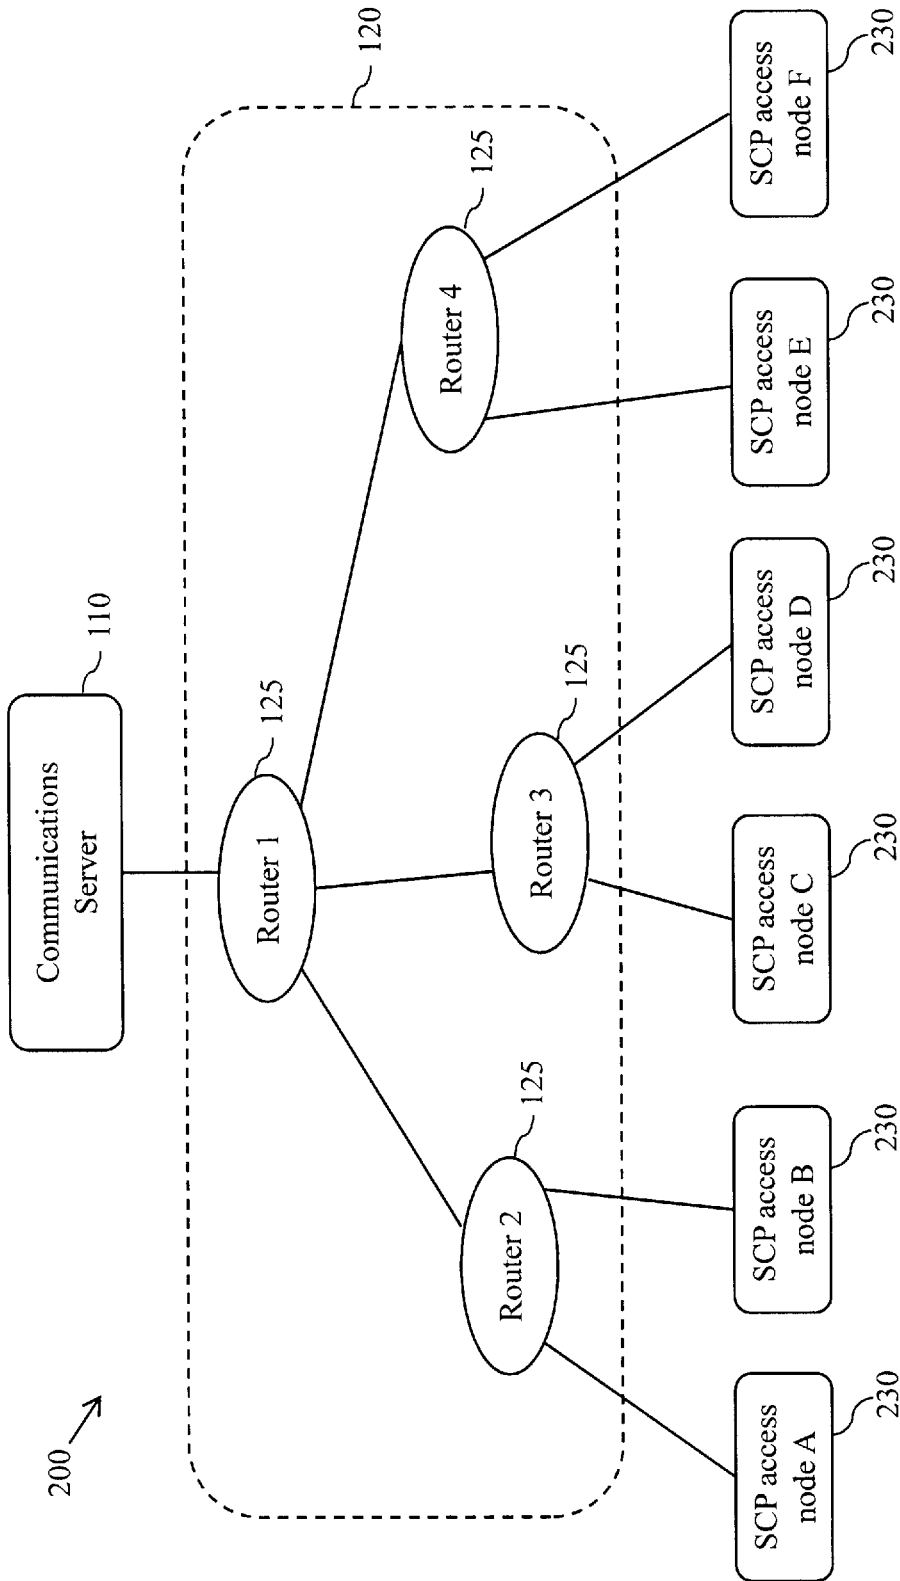 200
Communications
Server
110
120
Router 1
125
Router 2
125
Router 3
125
Router 4
125
SCP access
node A
230
SCP access
node B
230
SCP access
node C
230
SCP access
node D
230
SCP access
node E
230
SCP access
node F
230